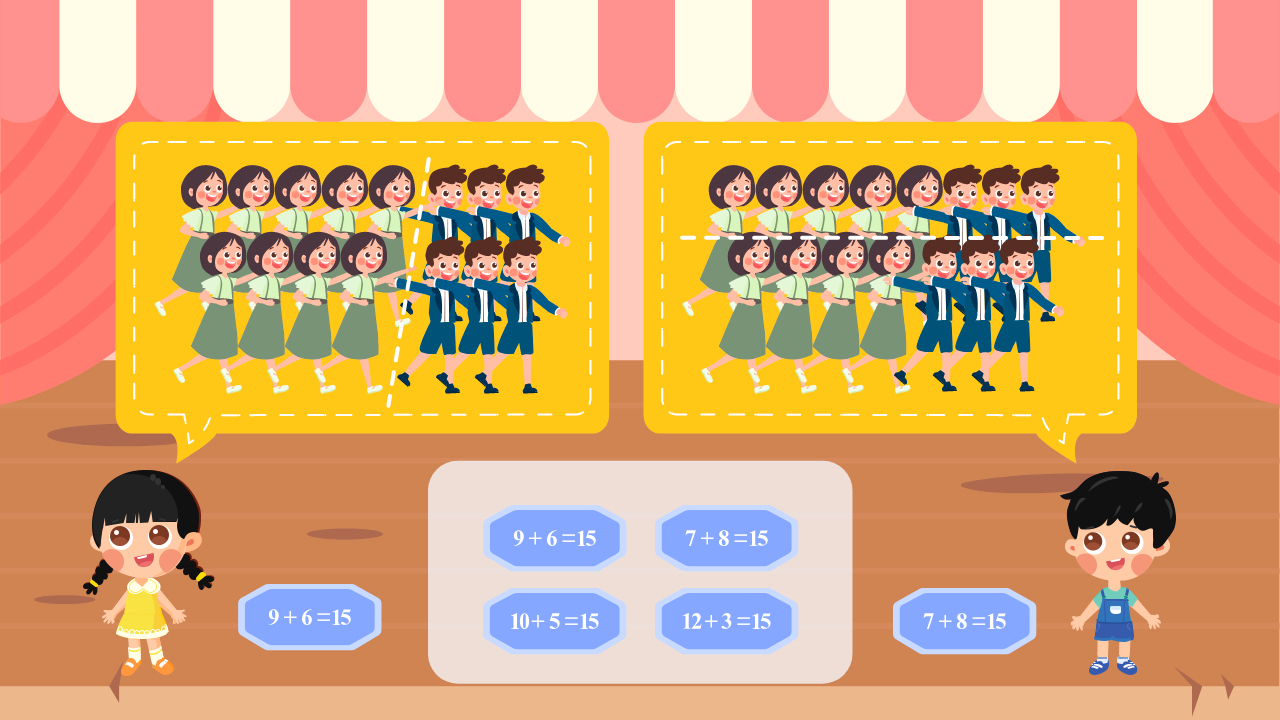 9 + 6 =15
7 + 8 =15
10+ 5 =15
12+ 3 =15
9 + 6 =15
7 + 8 =15